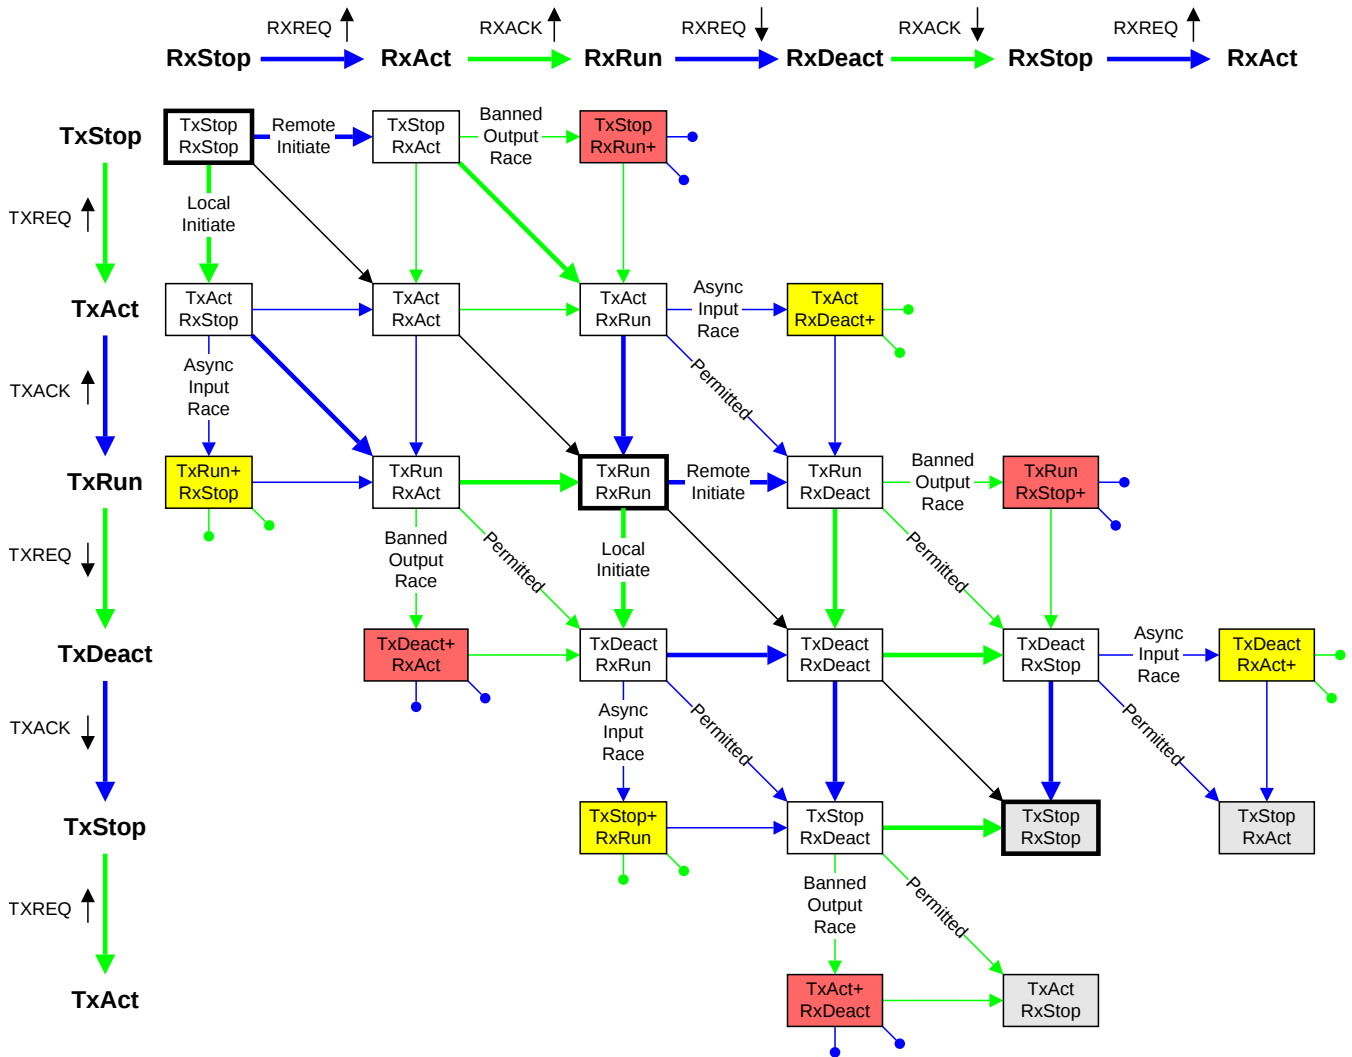 RXREQ
RXACK
RXREQ
RXACK
RXREQ
RxStop
RxAct
RxRun
RxDeact
RxStop
RxAct
TxStop
TxStop
RxStop
Remote
Initiate
TxStop
RxAct
Banned
Output
Race
TxStop
RxRun+
TXREQ
Local
Initiate
TxAct
TxAct
RxStop
TxAct
RxAct
TxAct
RxRun
Async
Input
Race
TxAct
RxDeact+
TXACK
Async
Input
Race
Permitted
TxRun
TxRun+
RxStop
TxRun
RxAct
TxRun
RxRun
Remote
Initiate
TxRun
RxDeact
Banned
Output
Race
TxRun
RxStop+
TXREQ
Banned
Output
Race
Permitted
Local
Initiate
Permitted
TxDeact
TxDeact+
RxAct
TxDeact
RxRun
TxDeact
RxDeact
TxDeact
RxStop
Async
Input
Race
TxDeact
RxAct+
TXACK
Async
Input
Race
Permitted
Permitted
TxStop
TxStop+
RxRun
TxStop
RxDeact
TxStop
RxStop
TxStop
RxAct
TXREQ
Banned
Output
Race
Permitted
TxAct
TxAct+
RxDeact
TxAct
RxStop